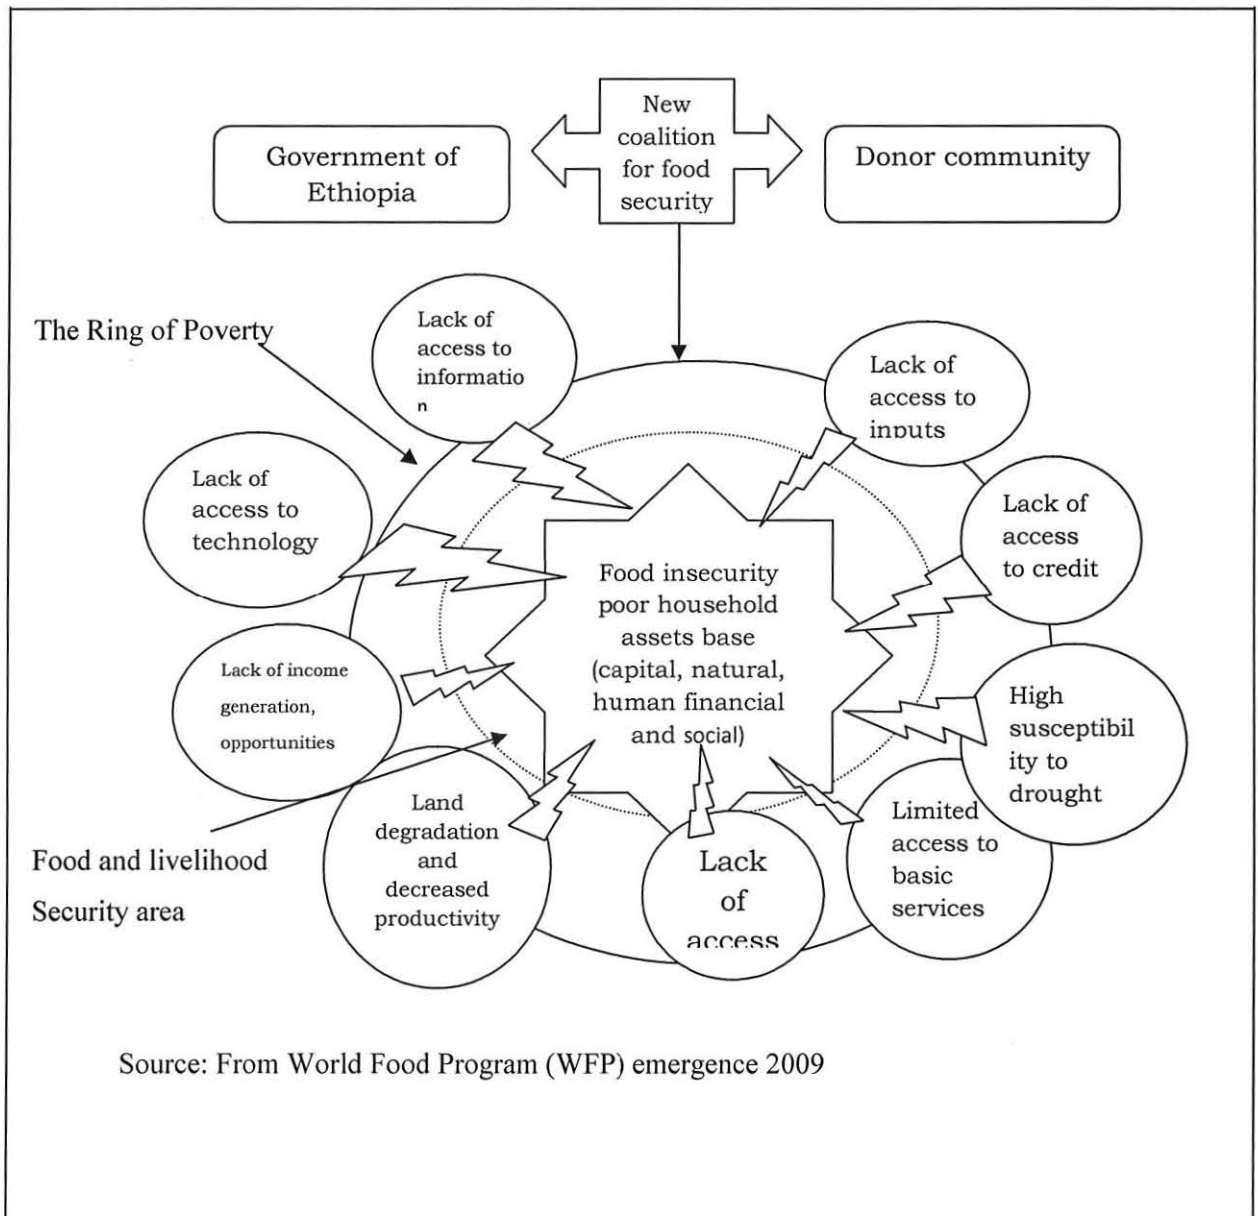 New
coalition
for food
security
Government of
Ethiopia
Donor community
The Ring of Poverty
Lack of
access to
informatio
n
Lack of
access to
inputs
Lack of
access to
technology
Lack of
access
to credit
Food insecurity
poor household
assets base
(capital, natural,
human financial
and social)
Lack of income
generation,
opportunities
High
susceptibil
ity to
drought
Land
degradation
and
decreased
productivity
Lack
of
access
Limited
access to
basic
services
Food and livelihood
Security area
Source: From World Food Program (WFP) emergence 2009